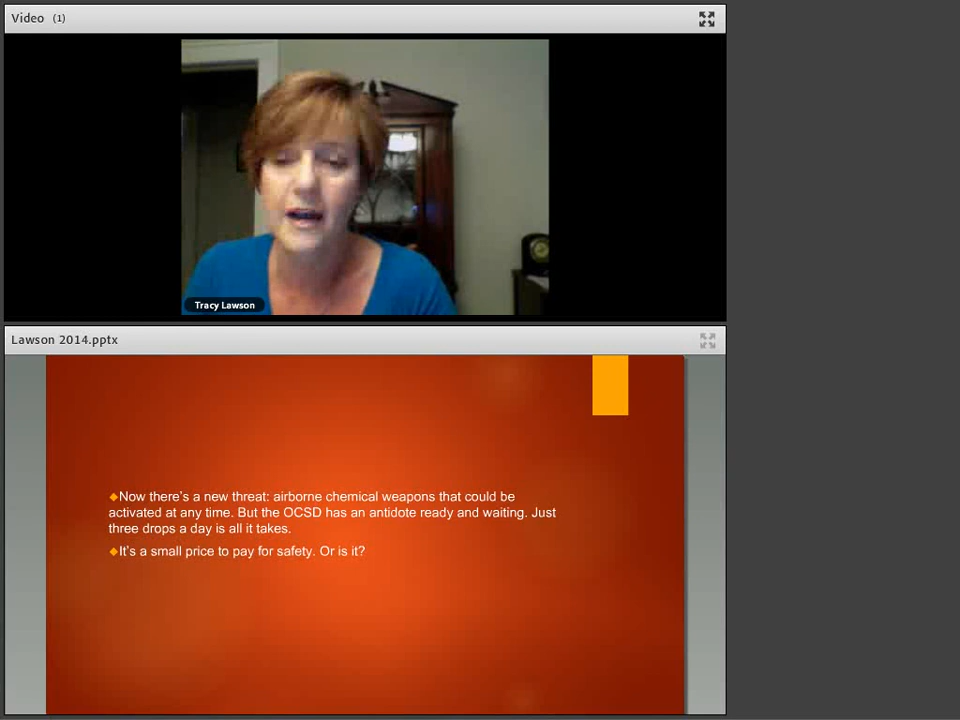 Video (1)
Tracy Lawson
Lawson 2014.pptx
◆Now there's a new threat: airborne chemical weapons that could be
activated at any time. But the OCSD has an antidote ready and waiting. Just
three drops a day is all it takes.
◆It's a small price to pay for safety. Or is it?